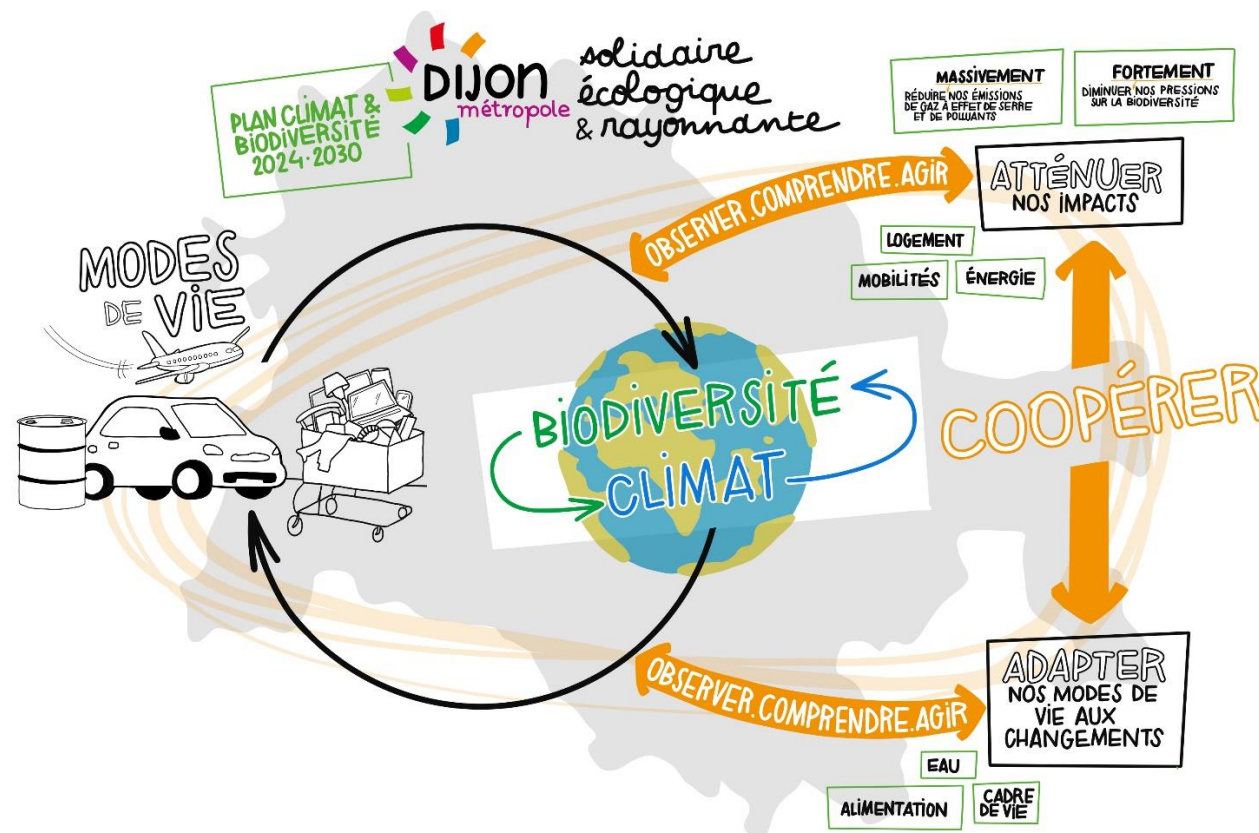 PLAN CLIMAT &
BIODIVERSITÉ
2024·2030
DIJON
métropole
solidaire
écologique
& rayonnante
MASSIVEMENT
RÉDUIRE NOS ÉMISSIONS
DE GAZ À EFFET DE SERRE
ET DE POLLUANTS
FORTEMENT
DIMINUER NOS PRESSIONS
SUR LA BIODIVERSITÉ
OBSERVER.COMPRENDRE.AGIR
ATTÉNUER
NOS IMPACTS
LOGEMENT
MOBILITÉS
ÉNERGIE
MODES
DE VIE
BIODIVERSITÉ
CLIMAT
COOPÉRER
OBSERVER.COMPRENDRE.AGIR
ADAPTER
NOS MODES DE
VIE AUX
CHANGEMENTS
EAU
ALIMENTATION
CADRE
DE VIE